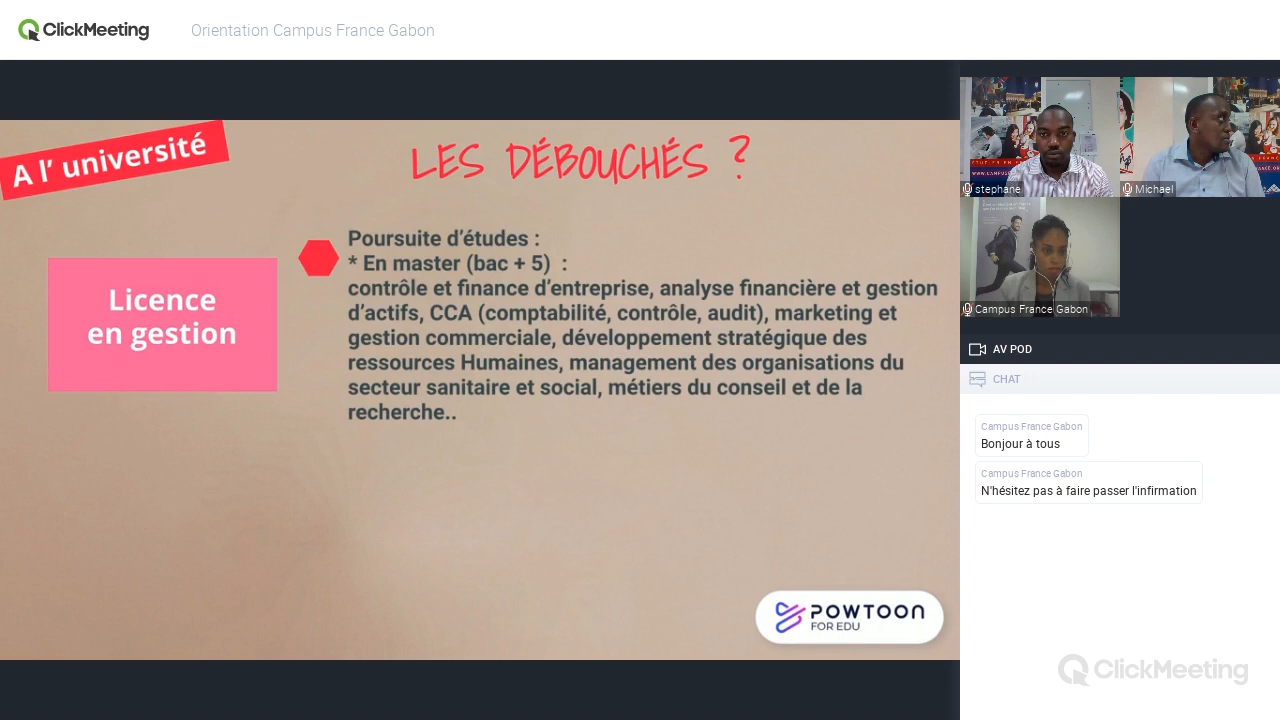 ClickMeeting
Orientation Campus France Gabon
A l’ université
LES DÉBOUCHÉS ?
Licence
en gestion
Poursuite d’études :
* En master (bac + 5)  :
contrôle et finance d’entreprise, analyse financière et gestion
d’actifs, CCA (comptabilité, contrôle, audit), marketing et
gestion commerciale, développement stratégique des
ressources Humaines, management des organisations du
secteur sanitaire et social, métiers du conseil et de la
recherche..
POWTOON
FOR EDU
stephane
Michael
Campus France Gabon
AV POD
CHAT
Campus France Gabon
Bonjour à tous
Campus France Gabon
N'hésitez pas à faire passer l'infirmation
ClickMeeting